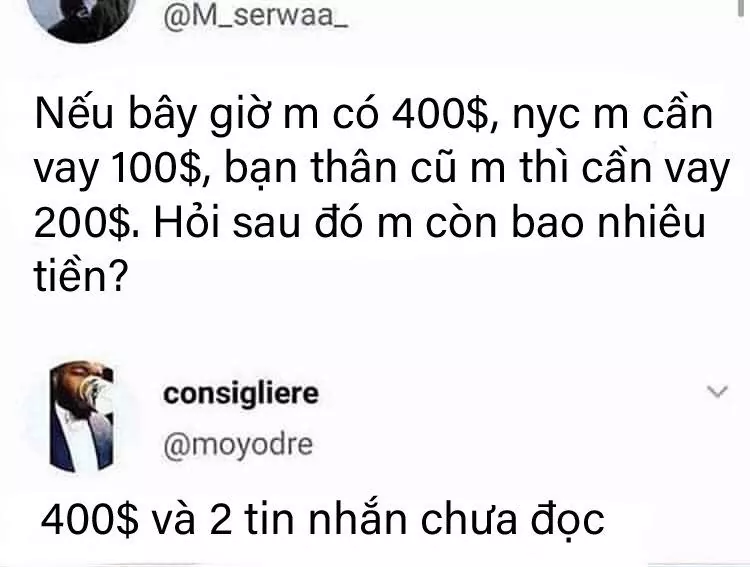 @M_serwaa_
Nếu bây giờ m có 400$, nyc m cần
vay 100$, bạn thân cũ m thì cần vay
200$. Hỏi sau đó m còn bao nhiêu
tiền?
consigliere
@moyodre
400$ và 2 tin nhắn chưa đọc